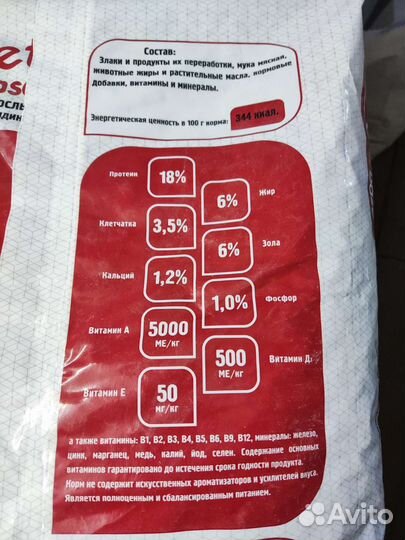 Состав:
Злаки и продукты их переработки, мука мясная,
животные жиры и растительные масла, кормовые
добавки, витамины и минералы.
Энергетическая ценность в 100 г корма: 344 ккал.
Протеин 18%
6% Жир
Клетчатка 3,5%
6% Зола
Кальций 1,2%
1,0% Фосфор
Витамин А 5000 МЕ/кг
500 МЕ/кг Витамин Д3
Витамин Е 50 мг/кг
а также витамины: В1, В2, В3, В4, В5, В6, В9, В12, минералы: железо,
цинк, марганец, медь, калий, йод, селен. Содержание основных
витаминов гарантировано до истечения срока годности продукта.
Корм не содержит искусственных ароматизаторов и усилителей вкуса.
Является полноценным и сбалансированным питанием.
Avito